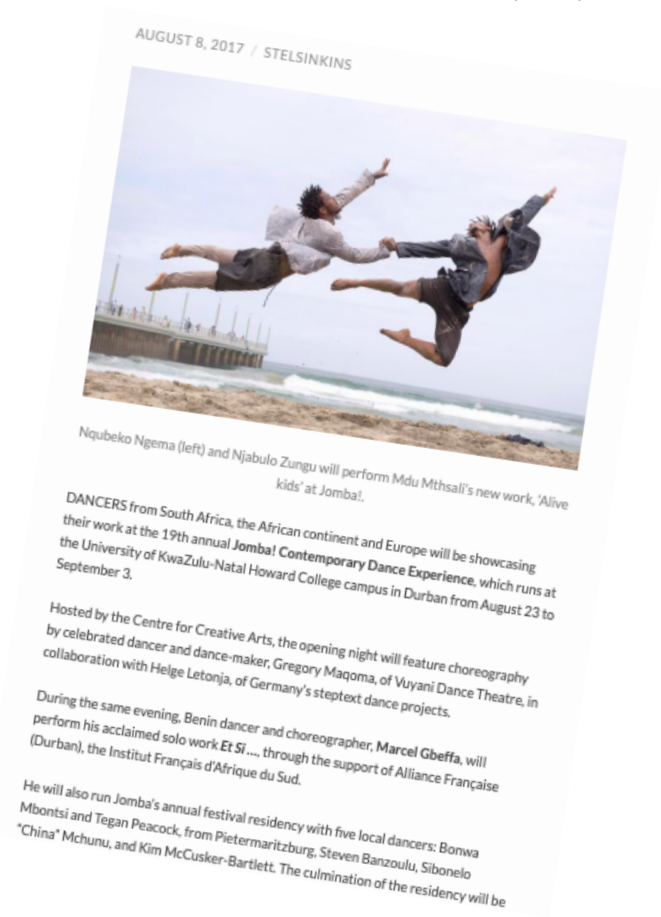 AUGUST 8, 2017 / STELSINKINS
Nqubeko Ngema (left) and Njabulo Zungu will perform Mdu Mthsali's new work, 'Alive
kids' at Jomba!.
DANCERS from South Africa, the African continent and Europe will be showcasing
their work at the 19th annual Jomba! Contemporary Dance Experience, which runs at
the University of KwaZulu-Natal Howard College campus in Durban from August 23 to
September 3.
Hosted by the Centre for Creative Arts, the opening night will feature choreography
by celebrated dancer and dance-maker, Gregory Maqoma, of Vuyani Dance Theatre, in
collaboration with Helge Letonja, of Germany's steptext dance projects.
During the same evening, Benin dancer and choreographer, Marcel Gbeffa, will
perform his acclaimed solo work Et Si ..., through the support of Alliance Française
(Durban), the Institut Français d'Afrique du Sud.
He will also run Jomba's annual festival residency with five local dancers: Bonwa
Mbontsi and Tegan Peacock, from Pietermaritzburg, Steven Banzoulu, Sibonelo
"China" Mchunu, and Kim McCusker-Bartlett. The culmination of the residency will be